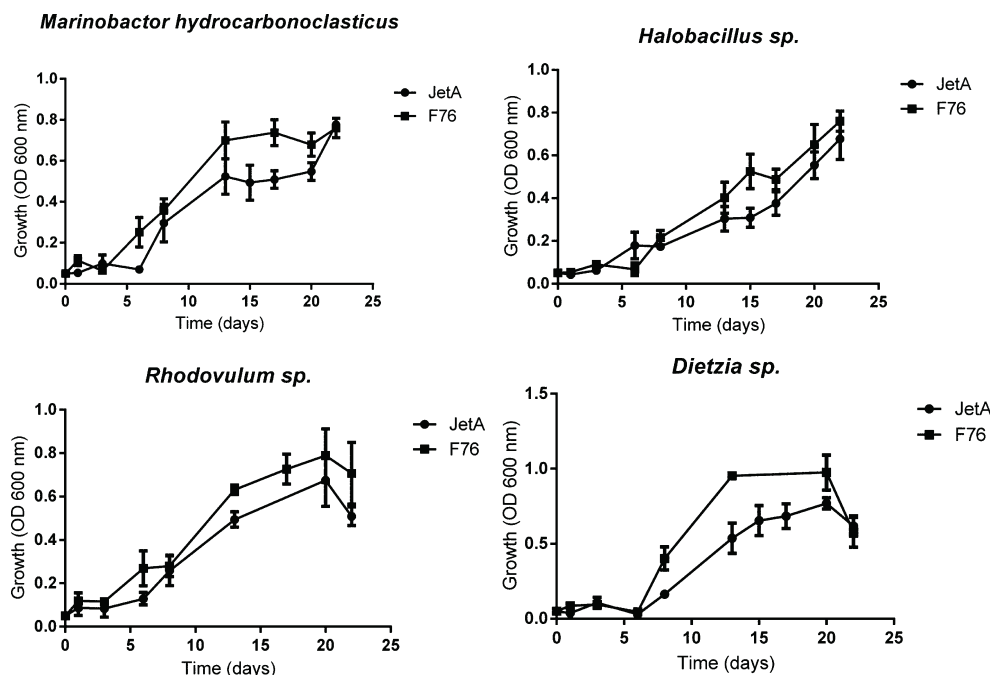 Marinobactor hydrocarbonoclasticus
Growth (OD 600 nm)
1.0
0.8
0.6
0.4
0.2
0.0
0 5 10 15 20 25
Time (days)
JetA
F76
Halobacillus sp.
Growth (OD 600 nm)
1.0
0.8
0.6
0.4
0.2
0.0
0 5 10 15 20 25
Time (days)
JetA
F76
Rhodovulum sp.
Growth (OD 600 nm)
1.0
0.8
0.6
0.4
0.2
0.0
0 5 10 15 20 25
Time (days)
JetA
F76
Dietzia sp.
Growth (OD 600 nm)
1.5
1.0
0.5
0.0
0 5 10 15 20 25
Time (days)
JetA
F76